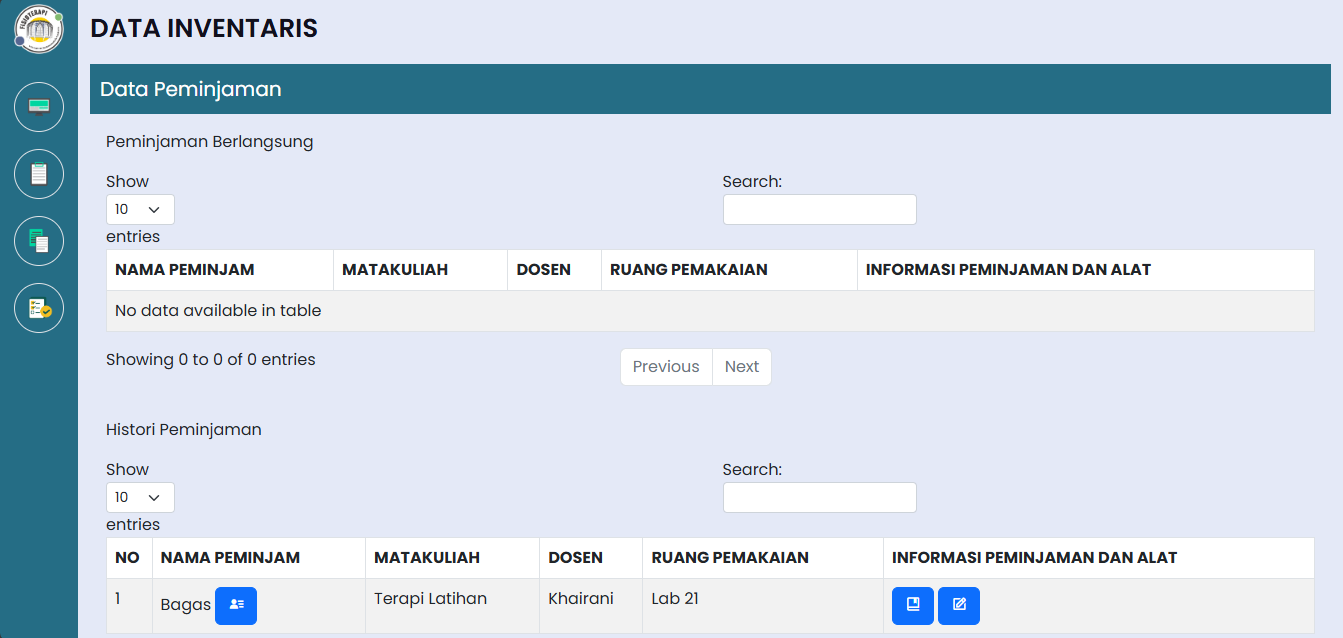 FISIOTERAPI
DATA INVENTARIS
Data Peminjaman
Peminjaman Berlangsung
Show
Search:
10
entries
NAMA PEMINJAM MATAKULIAH DOSEN RUANG PEMAKAIAN INFORMASI PEMINJAMAN DAN ALAT
No data available in table
Showing 0 to 0 of 0 entries
Previous Next
Histori Peminjaman
Show
Search:
10
entries
NO NAMA PEMINJAM MATAKULIAH DOSEN RUANG PEMAKAIAN INFORMASI PEMINJAMAN DAN ALAT
1 Bagas Terapi Latihan Khairani Lab 21